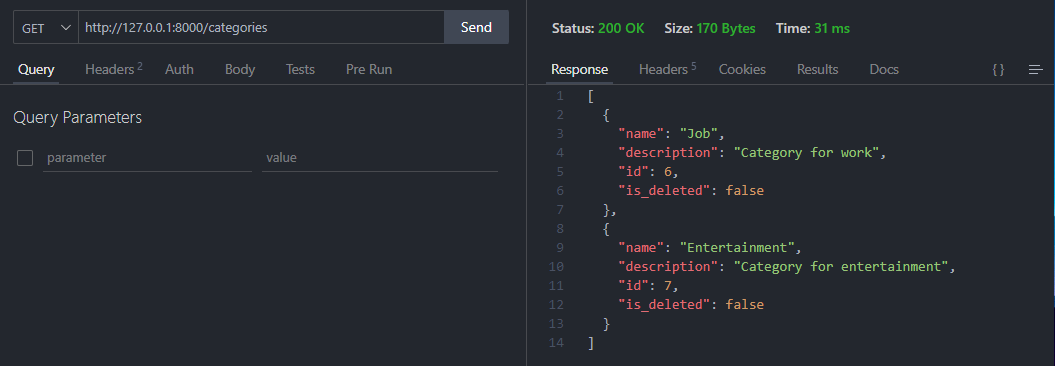 GET http://127.0.0.1:8000/categories Send
Query Headers 2 Auth Body Tests Pre Run
Query Parameters
parameter value
Status: 200 OK Size: 170 Bytes Time: 31 ms
Response Headers 5 Cookies Results Docs { }
1 [
2 {
3 "name": "Job",
4 "description": "Category for work",
5 "id": 6,
6 "is_deleted": false
7 },
8 {
9 "name": "Entertainment",
10 "description": "Category for entertainment",
11 "id": 7,
12 "is_deleted": false
13 }
14 ]